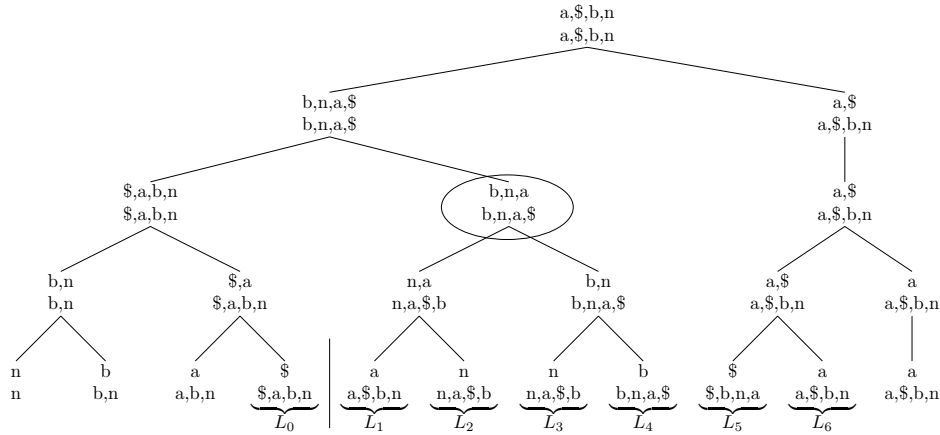 a,$,b,n
a,$,b,n
b,n,a,$ a,$
b,n,a,$ a,$,b,n
$,a,b,n b,n,a a,$
$,a,b,n b,n,a,$ a,$,b,n
b,n $,a n,a b,n a,$ a
b,n $,a,b,n n,a,$,b b,n,a,$ a,$,b,n a,$,b,n
n b a $ a n n b $ a a
n b,n a,b,n $,a,b,n a,$,b,n n,a,$,b n,a,$,b b,n,a,$ $,b,n,a a,$,b,n a,$,b,n
L0 L1 L2 L3 L4 L5 L6